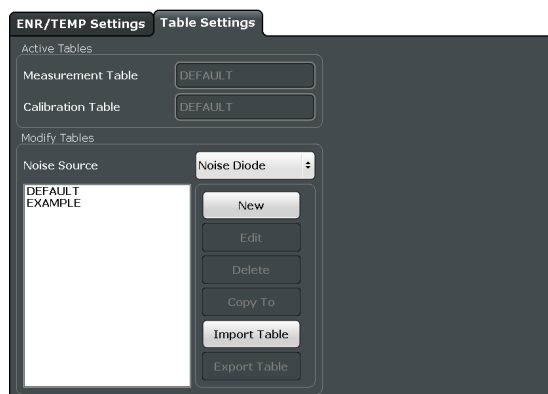 ENR/TEMP Settings Table Settings
Active Tables
Measurement Table DEFAULT
Calibration Table DEFAULT
Modify Tables
Noise Source Noise Diode
DEFAULT
EXAMPLE
New
Edit
Delete
Copy To
Import Table
Export Table